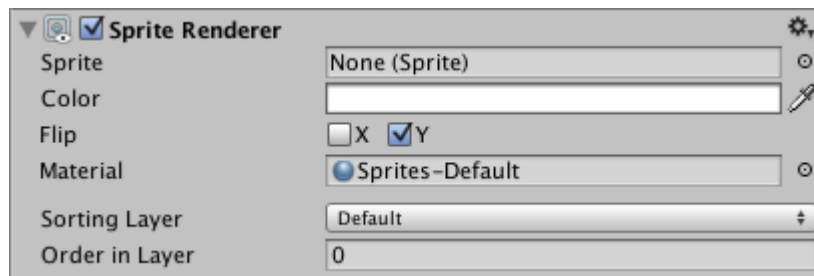 Sprite Renderer
Sprite None (Sprite)
Color
Flip X Y
Material Sprites-Default
Sorting Layer Default
Order in Layer 0